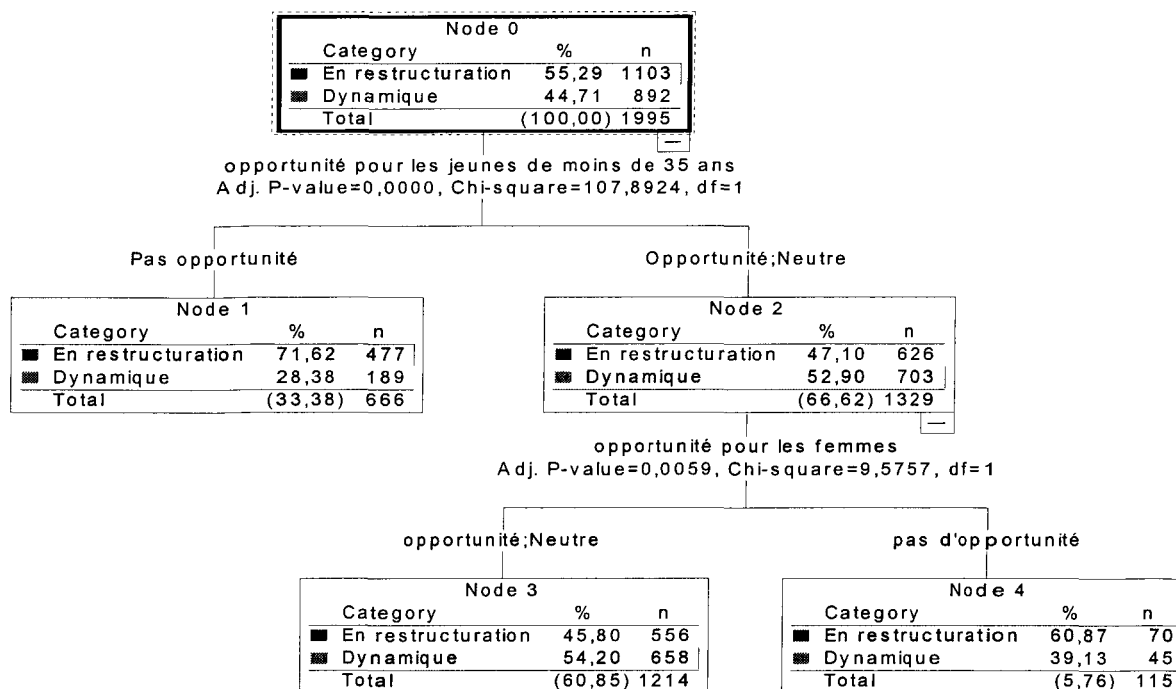 Node 0
Category % n
En restructuration 55,29 1103
Dynamique 44,71 892
Total (100,00) 1995
opportunité pour les jeunes de moins de 35 ans
Adj. P-value=0,0000, Chi-square=107,8924, df=1
Pas opportunité Opportunité;Neutre
Node 1
Category % n
En restructuration 71,62 477
Dynamique 28,38 189
Total (33,38) 666
Node 2
Category % n
En restructuration 47,10 626
Dynamique 52,90 703
Total (66,62) 1329
opportunité pour les femmes
Adj. P-value=0,0059, Chi-square=9,5757, df=1
opportunité;Neutre pas d'opportunité
Node 3
Category % n
En restructuration 45,80 556
Dynamique 54,20 658
Total (60,85) 1214
Node 4
Category % n
En restructuration 60,87 70
Dynamique 39,13 45
Total (5,76) 115